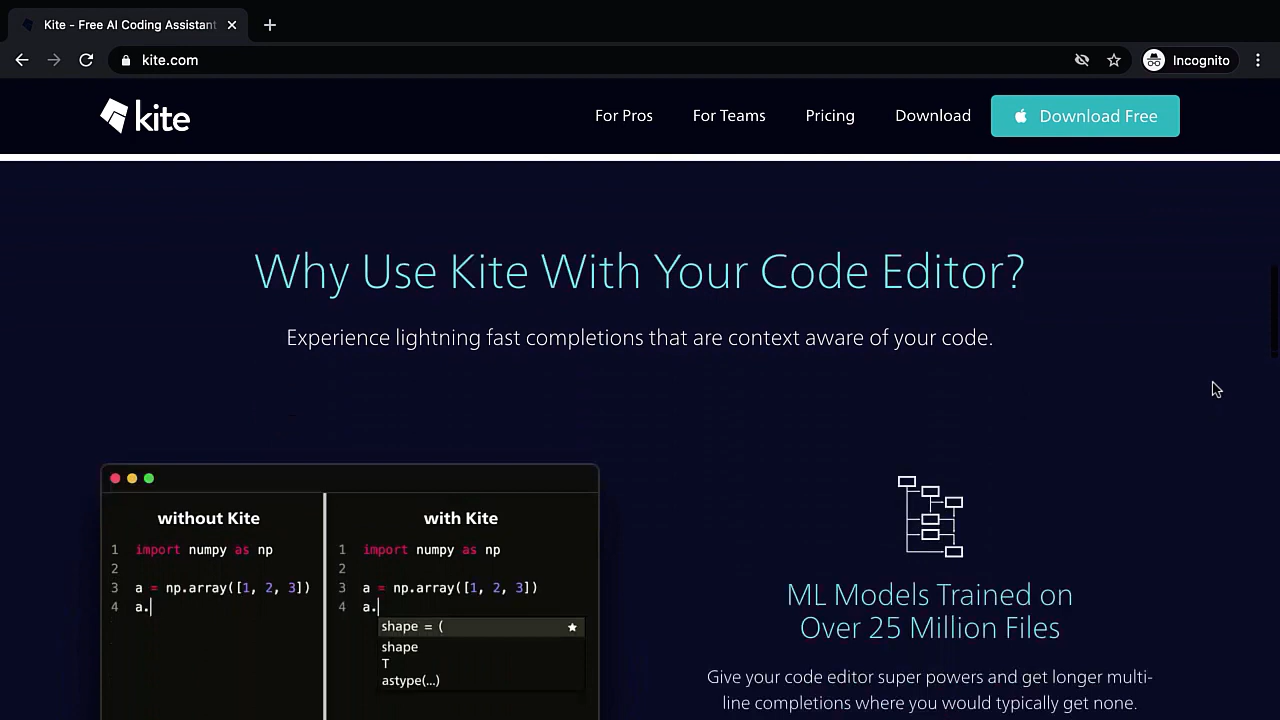 Kite - Free AI Coding Assistant
kite.com
Incognito
kite
For Pros
For Teams
Pricing
Download
Download Free
Why Use Kite With Your Code Editor?
Experience lightning fast completions that are context aware of your code.
without Kite
1 import numpy as np
2
3 a = np.array([1, 2, 3])
4 a.
with Kite
1 import numpy as np
2
3 a = np.array([1, 2, 3])
4 a.
shape = (
shape
T
astype(...)
ML Models Trained on
Over 25 Million Files
Give your code editor super powers and get longer multi-
line completions where you would typically get none.